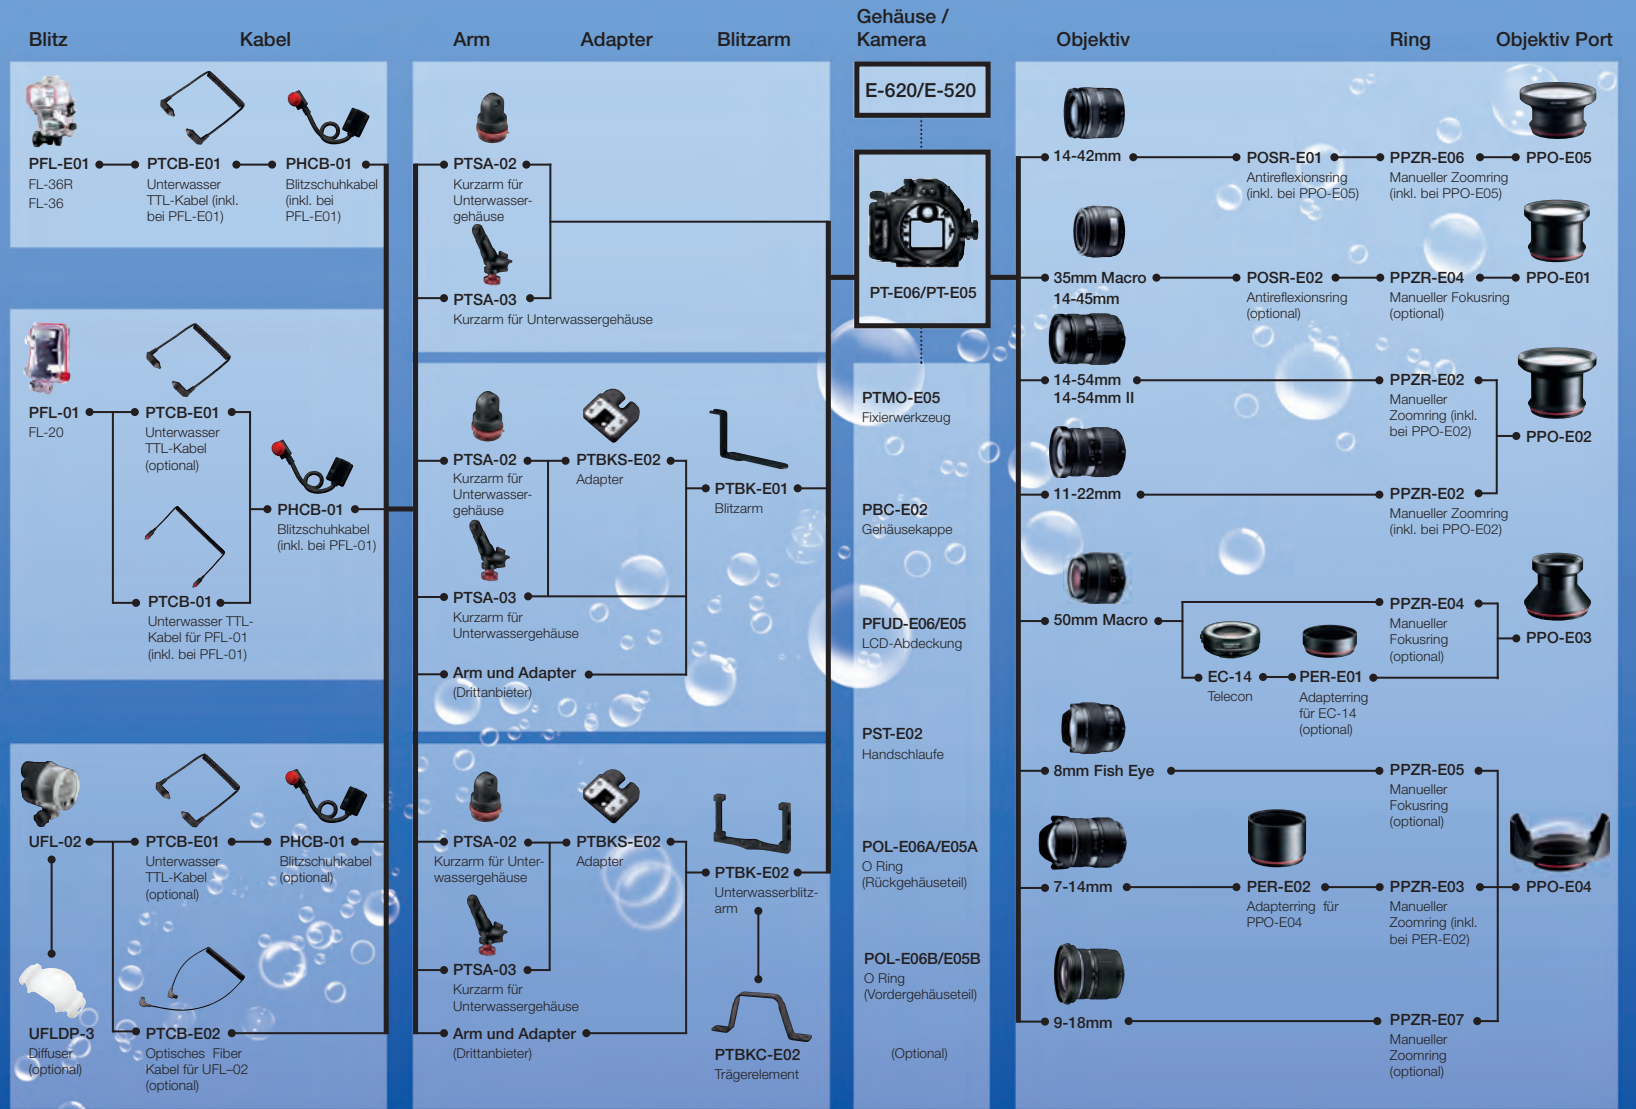 Blitz
Kabel
Arm
Adapter
Blitzarm
Gehäuse /
Kamera
Objektiv
Ring
Objektiv Port
PFL-E01
FL-36R
FL-36
PTCB-E01
Unterwasser
TTL-Kabel (inkl.
bei PFL-E01)
PHCB-01
Blitzschuhkabel
(inkl. bei
PFL-E01)
PFL-01
FL-20
PTCB-E01
Unterwasser
TTL-Kabel
(optional)
PTCB-01
Unterwasser TTL-
Kabel für PFL-01
(inkl. bei PFL-01)
PHCB-01
Blitzschuhkabel
(inkl. bei PFL-01)
UFL-02
UFLDP-3
Diffuser
(optional)
PTCB-E01
Unterwasser
TTL-Kabel
(optional)
PHCB-01
Blitzschuhkabel
(optional)
PTCB-E02
Optisches Fiber
Kabel für UFL–02
(optional)
PTSA-02
Kurzarm für
Unterwasser-
gehäuse
PTSA-03
Kurzarm für Unterwassergehäuse
PTSA-02
Kurzarm für
Unterwasser-
gehäuse
PTBKS-E02
Adapter
PTBK-E01
Blitzarm
PTSA-03
Kurzarm für
Unterwassergehäuse
Arm und Adapter
(Drittanbieter)
PTSA-02
Kurzarm für Unter-
wassergehäuse
PTBKS-E02
Adapter
PTBK-E02
Unterwasserblitz-
arm
PTSA-03
Kurzarm für
Unterwassergehäuse
Arm und Adapter
(Drittanbieter)
PTBKC-E02
Trägerelement
E-620/E-520
PT-E06/PT-E05
PTMO-E05
Fixierwerkzeug
PBC-E02
Gehäusekappe
PFUD-E06/E05
LCD-Abdeckung
PST-E02
Handschlaufe
POL-E06A/E05A
O Ring
(Rückgehäuseteil)
POL-E06B/E05B
O Ring
(Vordergehäuseteil)
(Optional)
14-42mm
POSR-E01
Antireflexionsring
(inkl. bei PPO-E05)
PPZR-E06
Manueller Zoomring
(inkl. bei PPO-E05)
PPO-E05
35mm Macro
14-45mm
POSR-E02
Antireflexionsring
(optional)
PPZR-E04
Manueller Fokusring
(optional)
PPO-E01
14-54mm
14-54mm II
PPZR-E02
Manueller
Zoomring (inkl.
bei PPO-E02)
PPO-E02
11-22mm
PPZR-E02
Manueller Zoomring
(inkl. bei PPO-E02)
50mm Macro
PPZR-E04
Manueller
Fokusring
(optional)
PPO-E03
EC-14
Telecon
PER-E01
Adapterring
für EC-14
(optional)
8mm Fish Eye
PPZR-E05
Manueller
Fokusring
(optional)
7-14mm
PER-E02
Adapterring für
PPO-E04
PPZR-E03
Manueller
Zoomring (inkl.
bei PER-E02)
PPO-E04
9-18mm
PPZR-E07
Manueller
Zoomring
(optional)